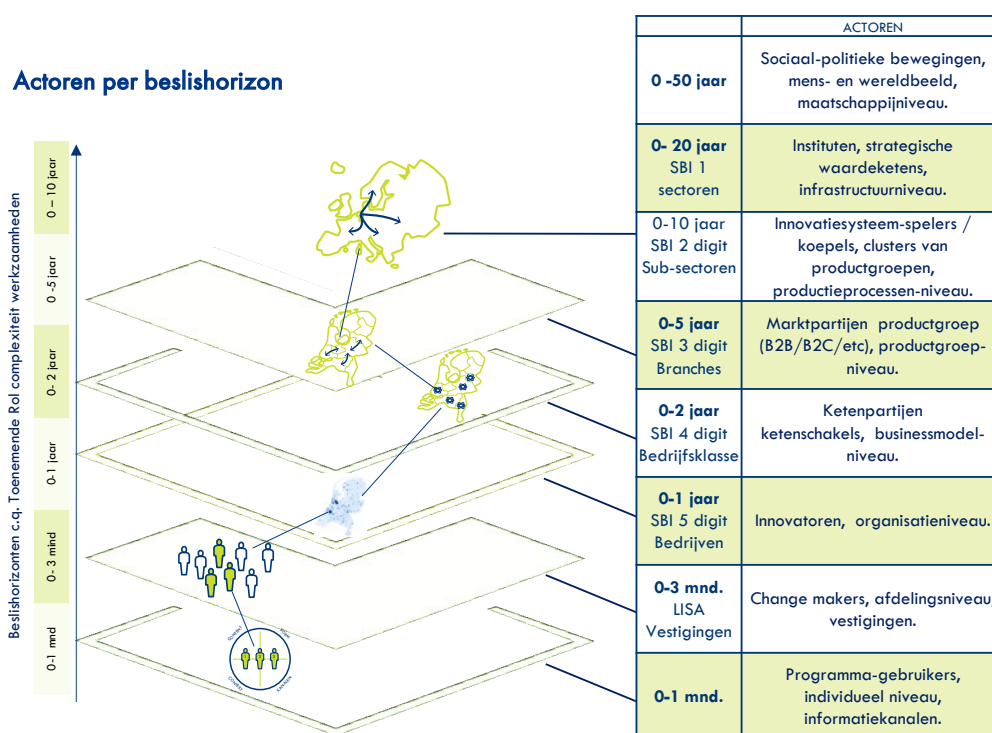 Actoren per beslishorizon
Beslishorizonten c.q. Toenemende Rol complexiteit werkzaamheden
0 – 10 jaar
0 -5 jaar
0- 2 jaar
0-1 jaar
0- 3 mind
0-1 mnd
ACTOREN
0 -50 jaar
Sociaal-politieke bewegingen,
mens- en wereldbeeld,
maatschappijniveau.
0- 20 jaar
SBI 1
sectoren
Instituten, strategische
waardeketens,
infrastructuurniveau.
0-10 jaar
SBI 2 digit
Sub-sectoren
Innovatiesysteem-spelers /
koepels, clusters van
productgroepen,
productieprocessen-niveau.
0-5 jaar
SBI 3 digit
Branches
Marktpartijen productgroep
(B2B/B2C/etc), productgroep-
niveau.
0-2 jaar
SBI 4 digit
Bedrijfsklasse
Ketenpartijen
ketenschakels, businessmodel-
niveau.
0-1 jaar
SBI 5 digit
Bedrijven
Innovatoren, organisatieniveau.
0-3 mnd.
LISA
Vestigingen
Change makers, afdelingsniveau,
vestigingen.
0-1 mnd.
Programma-gebruikers,
individueel niveau,
informatiekanalen.
KANALEN